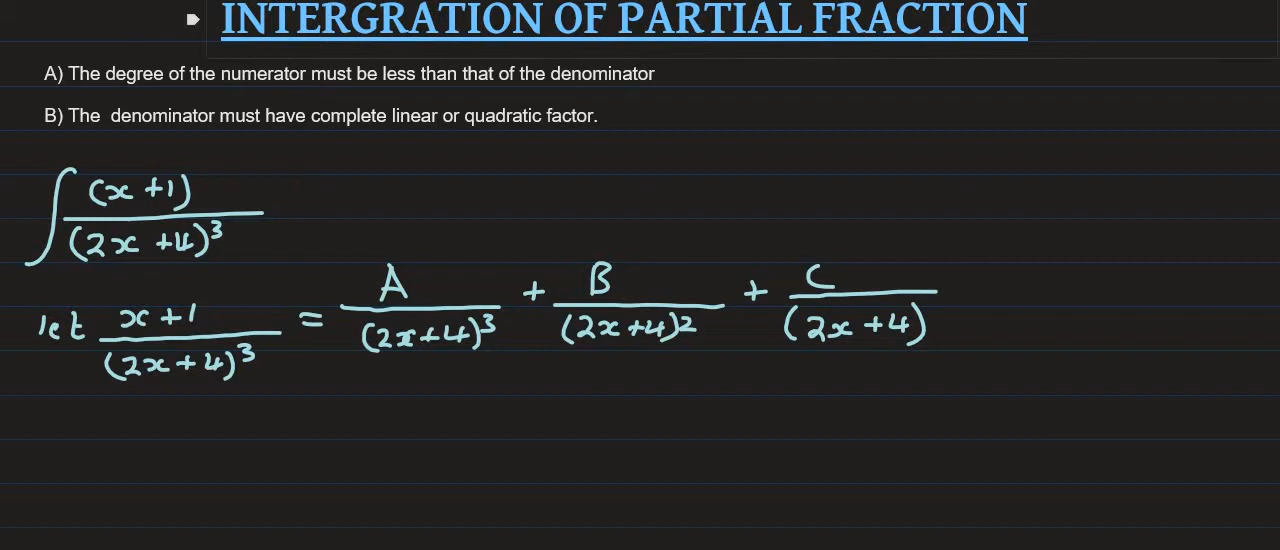 INTERGRATION OF PARTIAL FRACTION
A) The degree of the numerator must be less than that of the denominator
B) The denominator must have complete linear or quadratic factor.
∫ (x+1)/(2x+4)³
let x+1/(2x+4)³ = A/(2x+4)³ + B/(2x+4)² + C/(2x+4)